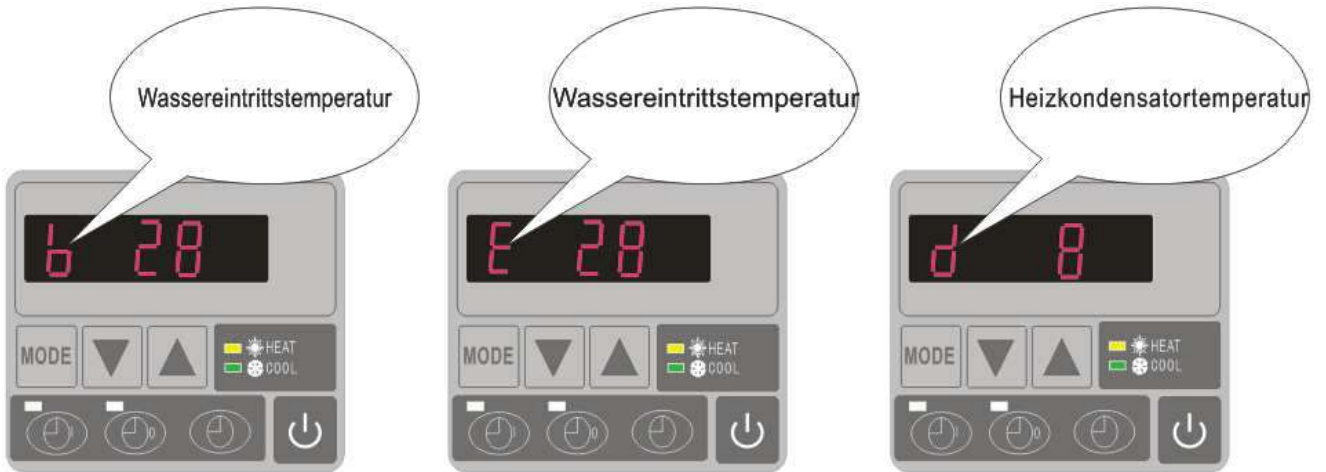 Wassereintrittstemperatur
b 28
MODE
HEAT
COOL
Wassereintrittstemperatur
E 28
MODE
HEAT
COOL
Heizkondensatortemperatur
d 8
MODE
HEAT
COOL